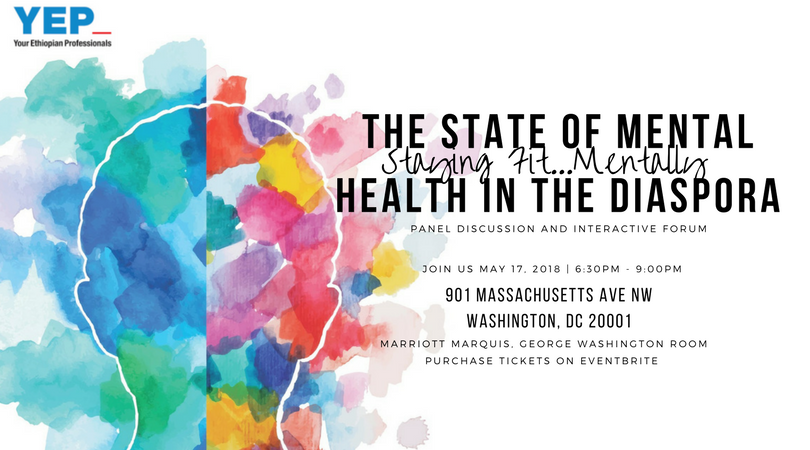 YEP_
Your Ethiopian Professionals
THE STATE OF MENTAL
Staying Fit...Mentally
HEALTH IN THE DIASPORA
PANEL DISCUSSION AND INTERACTIVE FORUM
JOIN US MAY 17, 2018 | 6:30PM - 9:00PM
901 MASSACHUSETTS AVE NW
WASHINGTON, DC 20001
MARRIOTT MARQUIS, GEORGE WASHINGTON ROOM
PURCHASE TICKETS ON EVENTBRITE